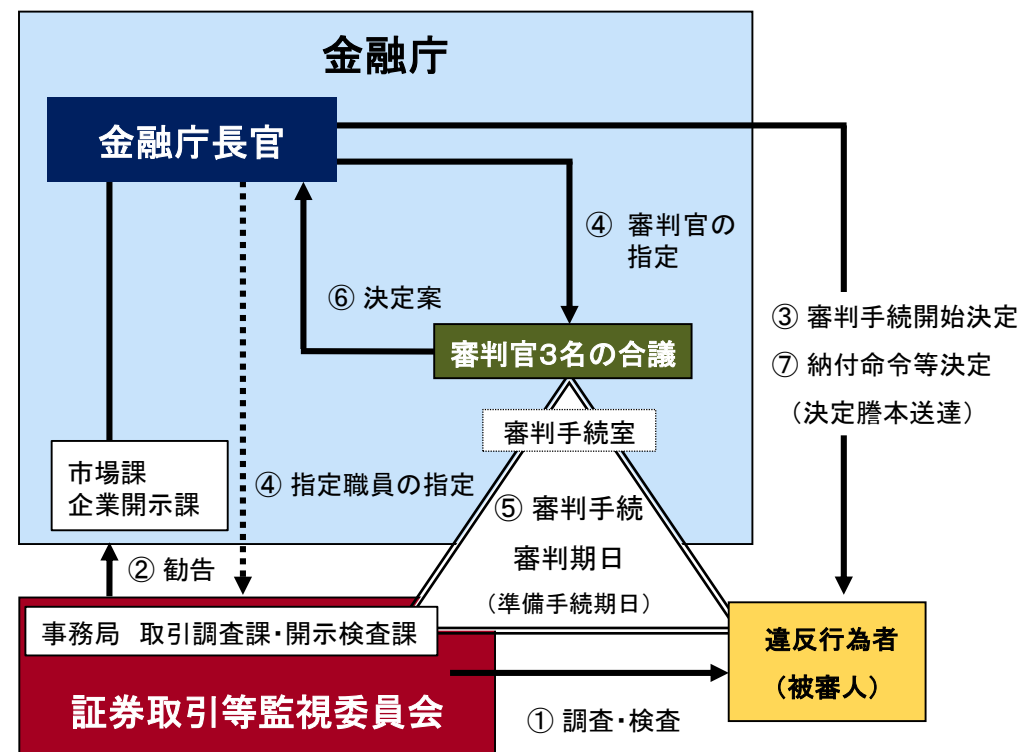 金融庁
金融庁長官
④ 審判官の
指定
⑥ 決定案
③ 審判手続開始決定
審判官3名の合議
⑦ 納付命令等決定
（決定謄本送達）
審判手続室
市場課
企業開示課
④ 指定職員の指定
⑤ 審判手続
審判期日
（準備手続期日）
② 勧告
事務局 取引調査課・開示検査課
違反行為者
（被審人）
証券取引等監視委員会
① 調査・検査